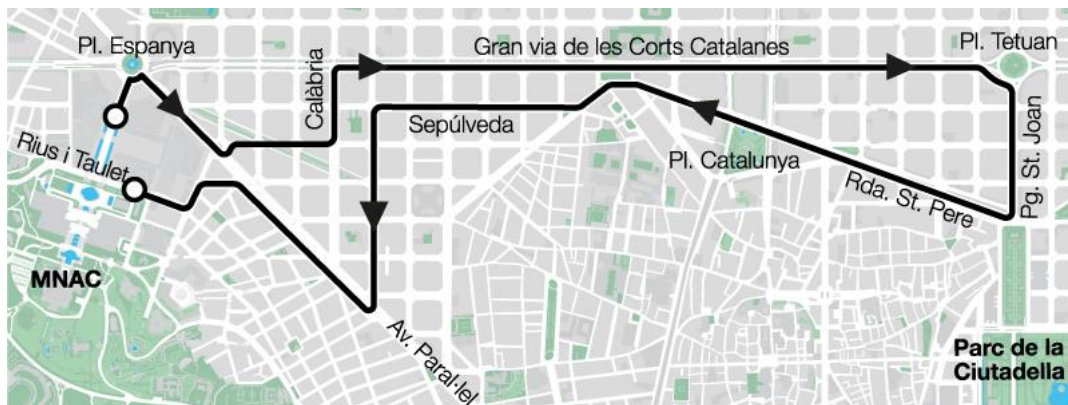 Pl. Espanya
Gran via de les Corts Catalanes
Pl. Tetuan
Calàbria
Sepúlveda
Rius i Taulet
Pl. Catalunya
Rda. St. Pere
Pg. St. Joan
MNAC
Av. Paral·lel
Parc de la
Ciutadella